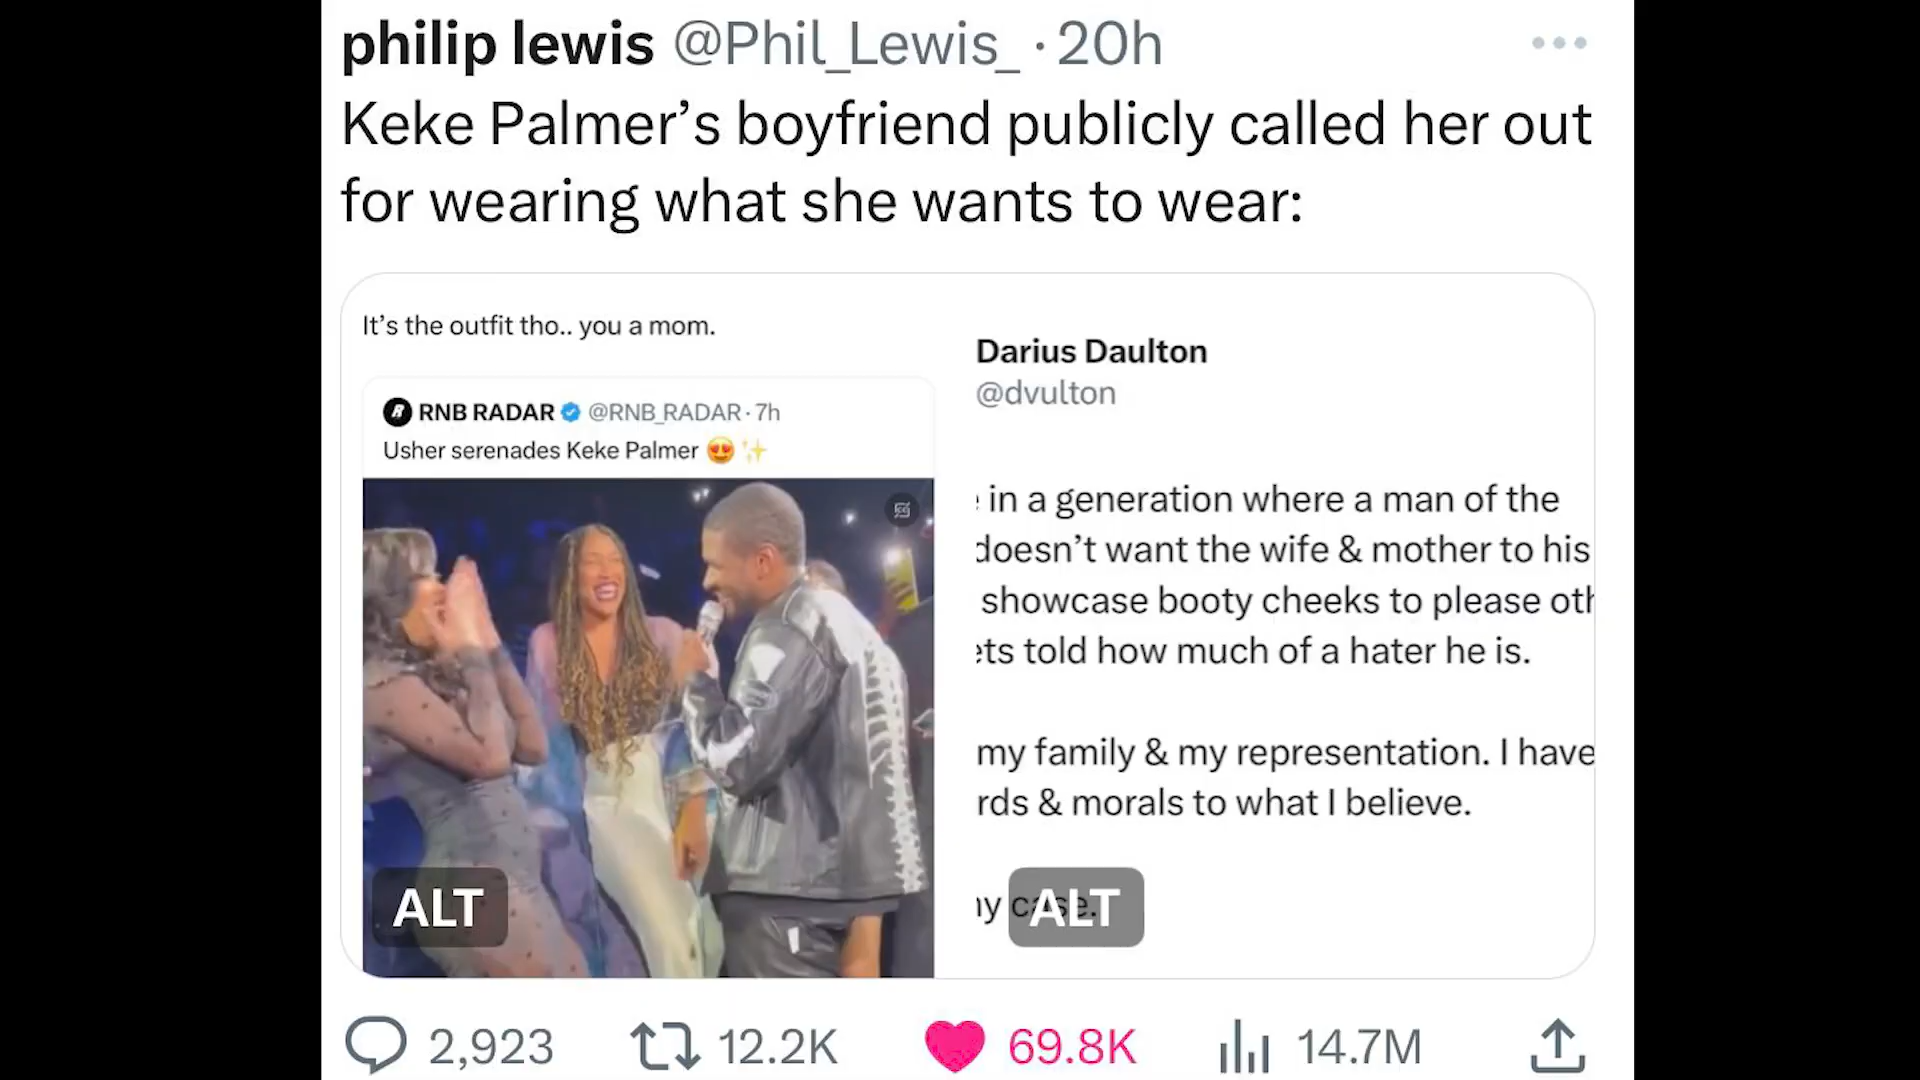 philip lewis @Phil_Lewis_ · 20h
Keke Palmer’s boyfriend publicly called her out
for wearing what she wants to wear:
It’s the outfit tho.. you a mom.
RNB RADAR @RNB_RADAR · 7h
Usher serenades Keke Palmer 😍 ✨
ALT
Darius Daulton
@dvulton
in a generation where a man of the
doesn’t want the wife & mother to his
showcase booty cheeks to please
told how much of a hater he is.
my family & my representation. I have
& morals to what I believe.
case.
ALT
2,923 12.2K 69.8K 14.7M